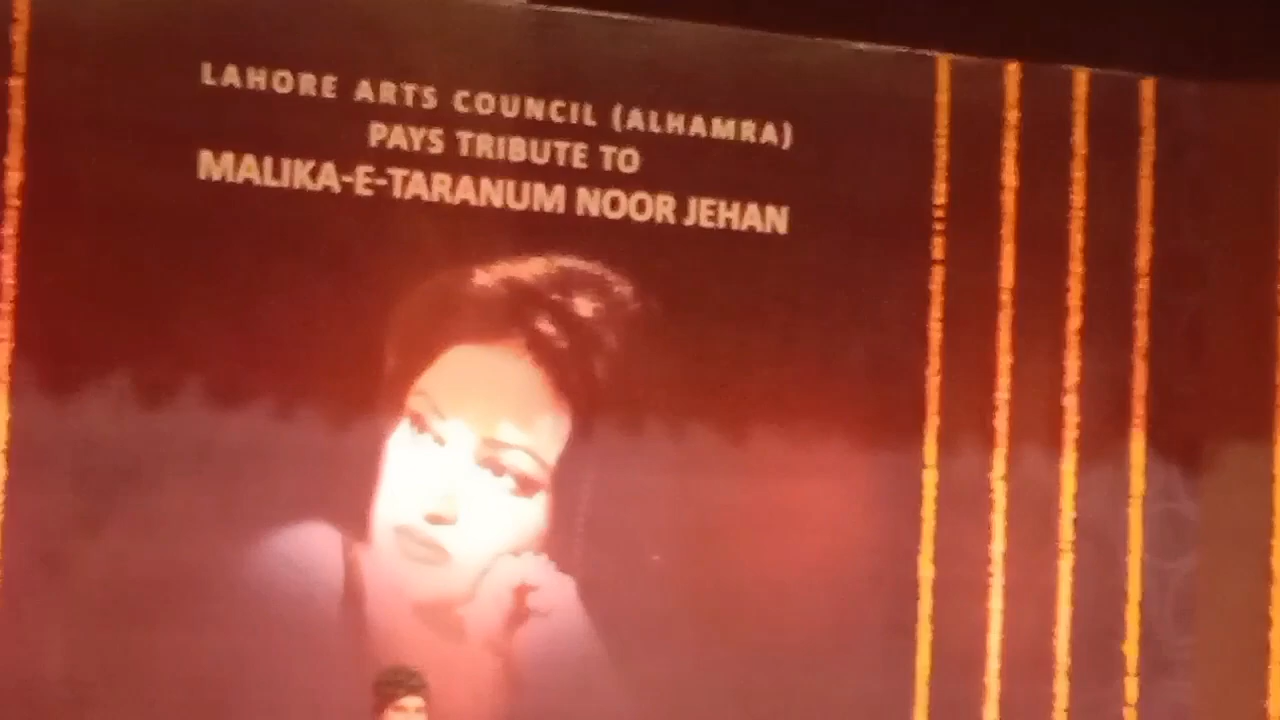 LAHORE ARTS COUNCIL (ALHAMRA)
PAYS TRIBUTE TO
MALIKA-E-TARANUM NOOR JEHAN